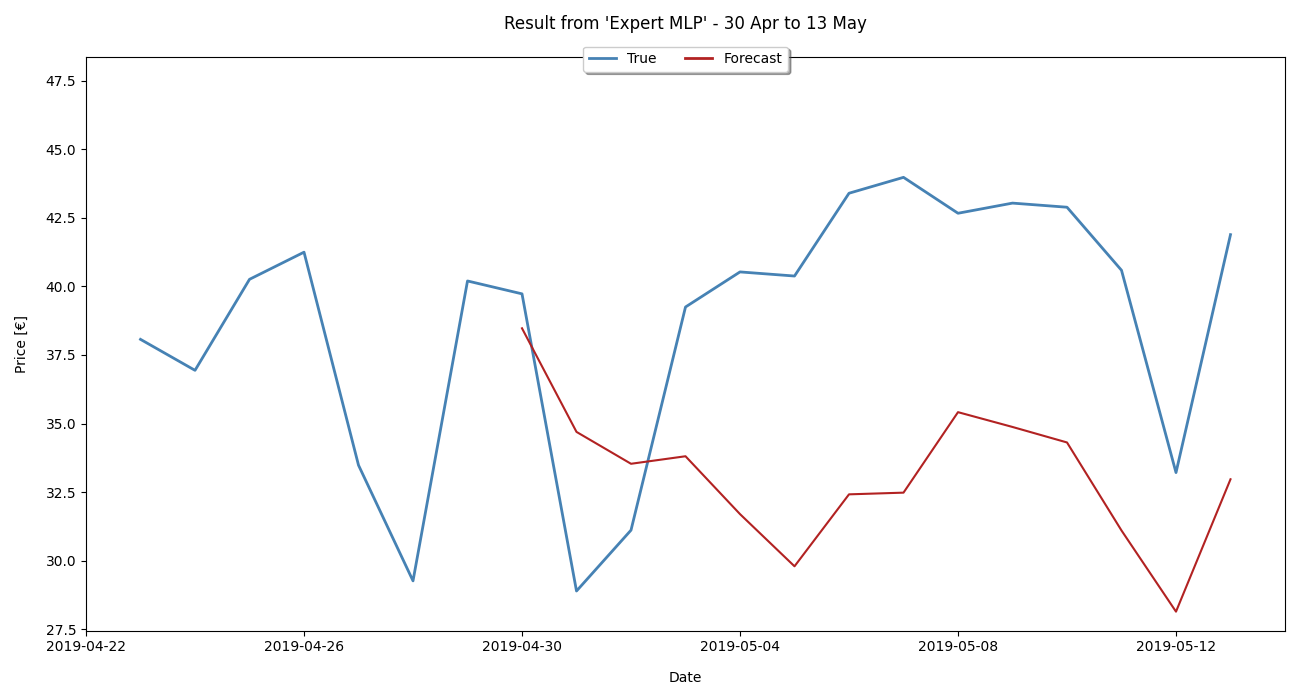 Result from 'Expert MLP' - 30 Apr to 13 May
True Forecast
47.5
45.0
42.5
40.0
37.5
35.0
32.5
30.0
27.5
Price [€]
2019-04-22 2019-04-26 2019-04-30 2019-05-04 2019-05-08 2019-05-12
Date